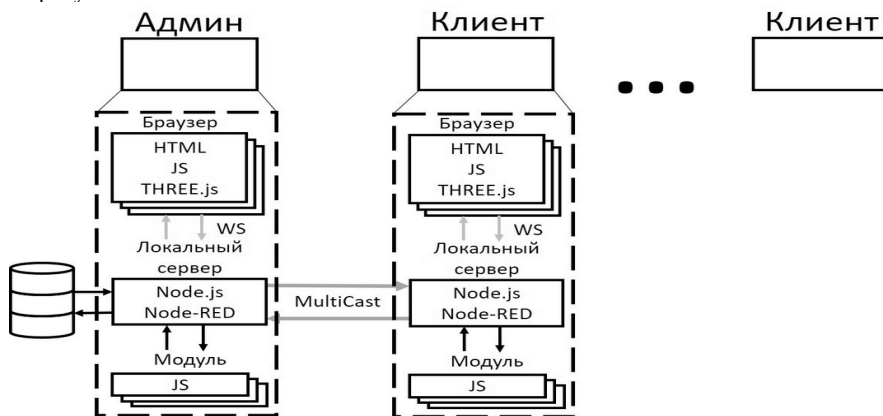 Админ
Клиент
Клиент
Браузер
HTML
JS
THREE.js
WS
Локальный
сервер
Node.js
Node-RED
Модуль
JS
MultiCast
Браузер
HTML
JS
THREE.js
WS
Локальный
сервер
Node.js
Node-RED
Модуль
JS